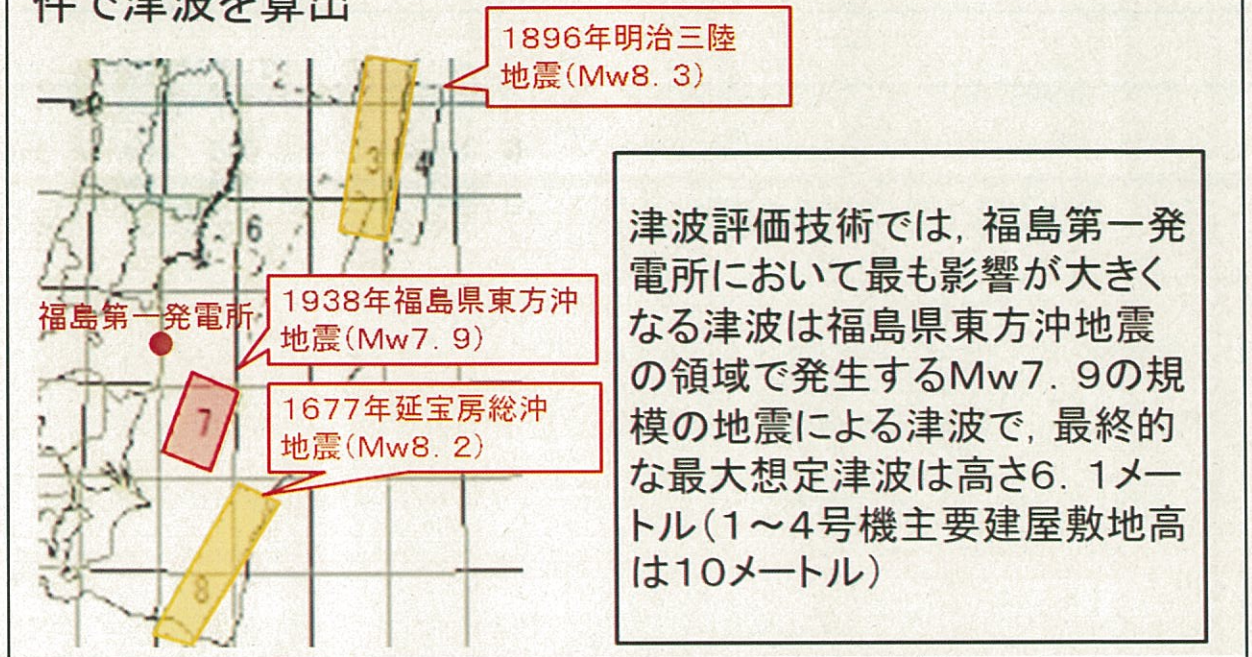 件で津波を算出
1896年明治三陸
地震(Mw8.3)
2
3
4
6
福島第一発電所
1938年福島県東方沖
地震(Mw7.9)
7
1677年延宝房総沖
地震(Mw8.2)
8
津波評価技術では,福島第一発
電所において最も影響が大きく
なる津波は福島県東方沖地震
の領域で発生するMw7.9の規
模の地震による津波で,最終的
な最大想定津波は高さ6.1メー
トル(1~4号機主要建屋敷地高
は10メートル)